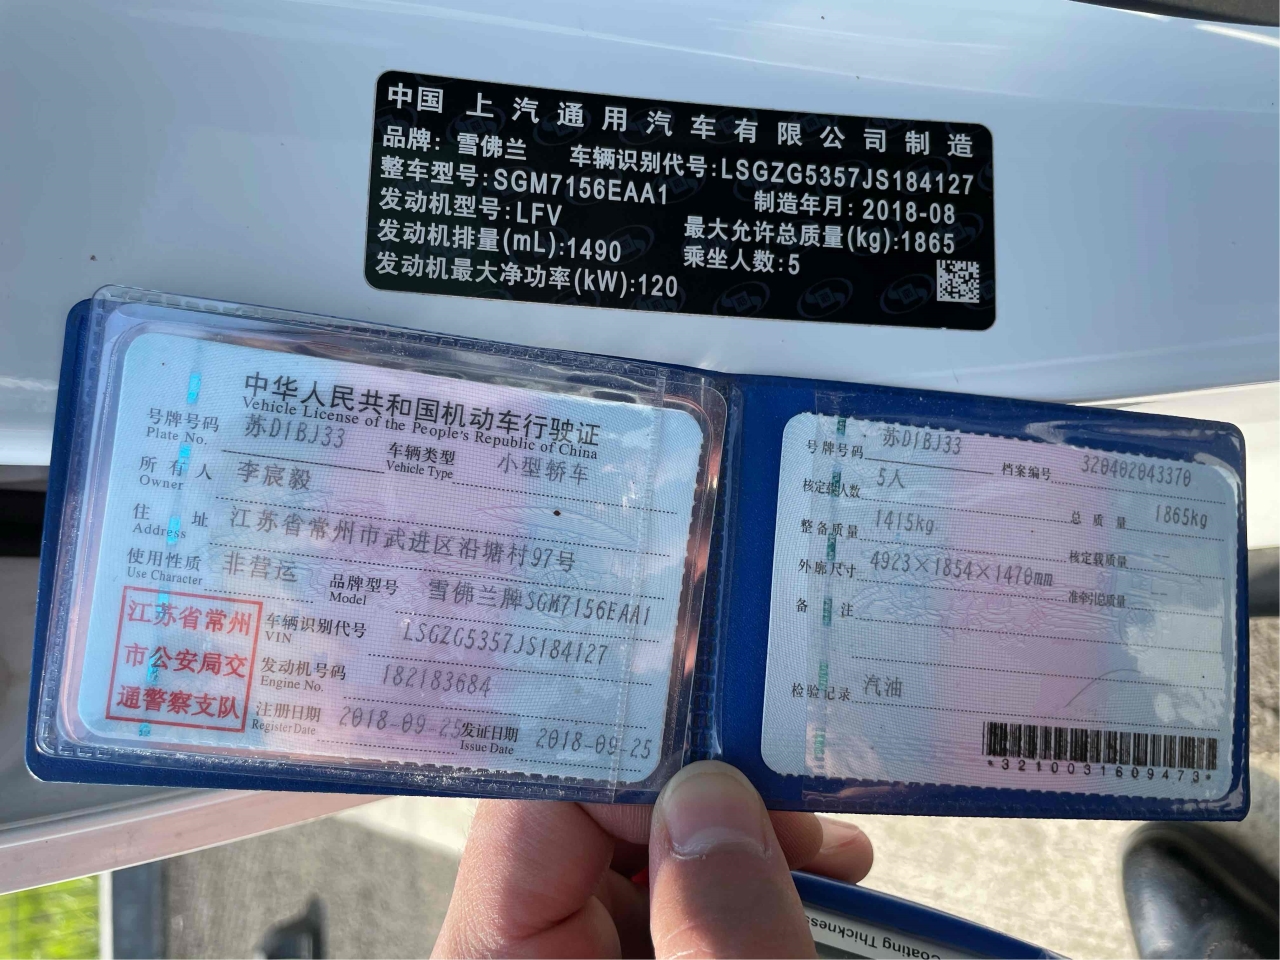 中国 上汽通用汽车有限公司制造
品牌: 雪佛兰 车辆识别代号:LSGZG5357JS184127
整车型号:SGM7156EAA1 制造年月: 2018-08
发动机型号:LFV 最大允许总质量(kg):1865
发动机排量(mL):1490 乘坐人数:5
发动机最大净功率(kW):120
中华人民共和国机动车行驶证
Vehicle License of the People's Republic of China
号牌号码 苏D1BJ33 车辆类型 小型轿车
Plate No. Vehicle Type
所有人 李宸毅
Owner
住址 江苏省常州市武进区沿塘村97号
Address
使用性质 非营运 品牌型号 雪佛兰牌SGM7156EAA1
Use Character Model
江苏省常州
市公安局交
通警察支队
车辆识别代号 LSGZG5357JS184127
VIN
发动机号码 182183684
Engine No.
注册日期 2018-09-25 发证日期 2018-09-25
Register Date Issue Date
号牌号码 苏D1BJ33 档案编号 320402043370
核定载人数 5人 总质量 1865kg
整备质量 1415kg 核定载质量 --
外廓尺寸 4923×1854×1470mm 准牵引总质量 --
备注
检验记录 汽油
*3210031609473*
Coating Thickness